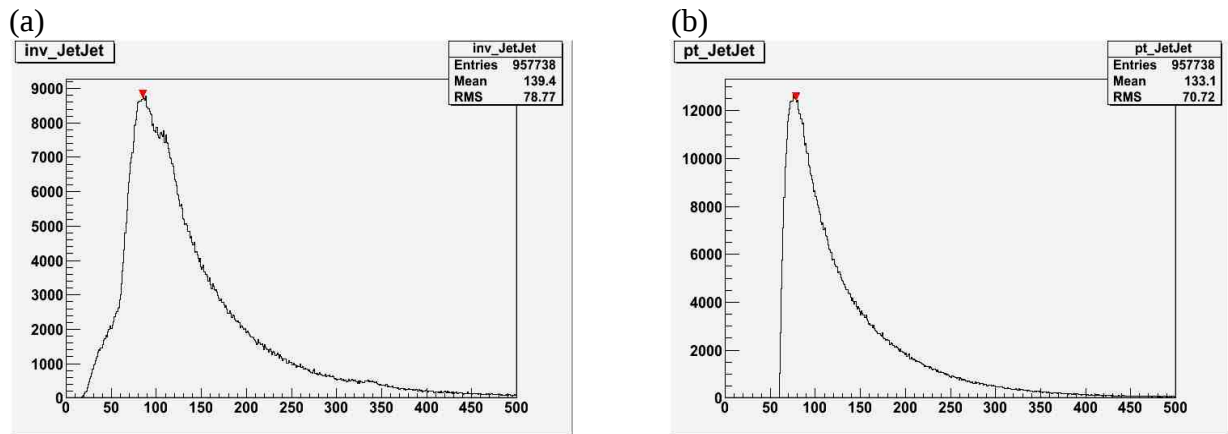 (a)
inv_JetJet
inv_JetJet
Entries 957738
Mean 139.4
RMS 78.77
9000
8000
7000
6000
5000
4000
3000
2000
1000
0
0 50 100 150 200 250 300 350 400 450 500
(b)
pt_JetJet
pt_JetJet
Entries 957738
Mean 133.1
RMS 70.72
12000
10000
8000
6000
4000
2000
0
0 50 100 150 200 250 300 350 400 450 500